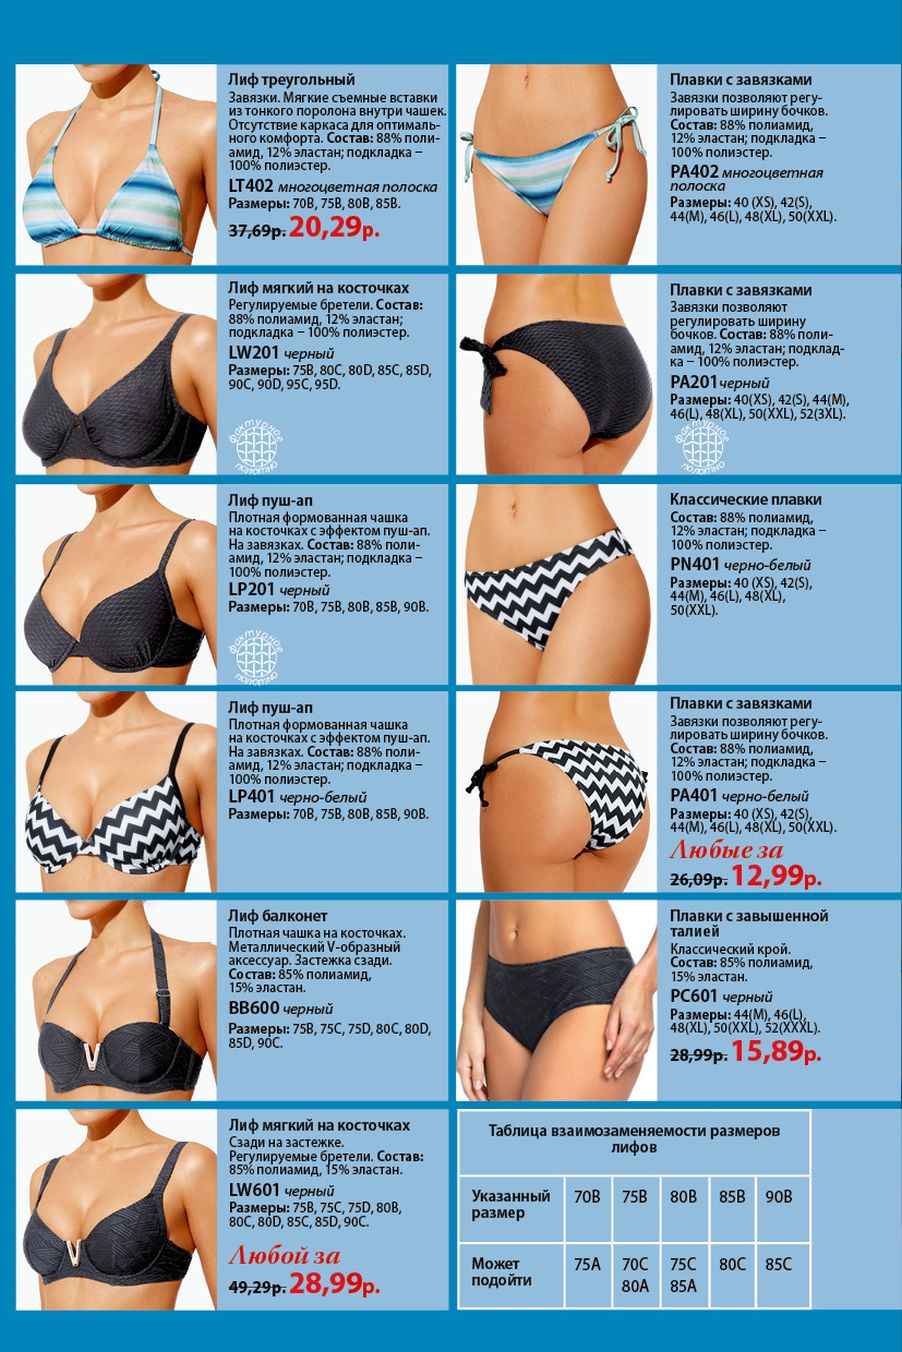 Лиф треугольный
Завязки. Мягкие съемные вставки
из тонкого поролона внутри чашек.
Отсутствие каркаса для оптималь-
ного комфорта. Состав: 88% поли-
амид, 12% эластан; подкладка –
100% полиэстер.
LT402 многоцветная полоска
Размеры: 70B, 75B, 80B, 85B.
37,69р. 20,29р.
Плавки с завязками
Завязки позволяют регу-
лировать ширину бочков.
Состав: 88% полиамид,
12% эластан; подкладка –
100% полиэстер.
PA402 многоцветная
полоска
Размеры: 40 (XS), 42(S),
44(M), 46(L), 48(XL), 50(XXL).
Лиф мягкий на косточках
Регулируемые бретели. Состав:
88% полиамид, 12% эластан;
подкладка – 100% полиэстер.
LW201 черный
Размеры: 75B, 80C, 80D, 85C, 85D,
90C, 90D, 95C, 95D.
фактурное
полотно
Плавки с завязками
Завязки позволяют
регулировать ширину
бочков. Состав: 88% поли-
амид, 12% эластан; подклад-
ка – 100% полиэстер.
PA201 черный
Размеры: 40(XS), 42(S), 44(M),
46(L), 48(XL), 50(XXL), 52(3XL).
фактурное
полотно
Лиф пуш-ап
Плотная формованная чашка
на косточках с эффектом пуш-ап.
На завязках. Состав: 88% поли-
амид, 12% эластан; подкладка –
100% полиэстер.
LP201 черный
Размеры: 70B, 75B, 80B, 85B, 90B.
фактурное
полотно
Классические плавки
Состав: 88% полиамид,
12% эластан; подкладка –
100% полиэстер.
PN401 черно-белый
Размеры: 40 (XS), 42(S),
44(M), 46(L), 48(XL),
50(XXL).
Лиф пуш-ап
Плотная формованная чашка
на косточках с эффектом пуш-ап.
На завязках. Состав: 88% поли-
амид, 12% эластан; подкладка –
100% полиэстер.
LP401 черно-белый
Размеры: 70B, 75B, 80B, 85B, 90B.
Плавки с завязками
Завязки позволяют регу-
лировать ширину бочков.
Состав: 88% полиамид,
12% эластан; подкладка –
100% полиэстер.
PA401 черно-белый
Размеры: 40 (XS), 42(S),
44(M), 46(L), 48(XL), 50(XXL).
Любые за
26,09р. 12,99р.
Лиф балконет
Плотная чашка на косточках.
Металлический V-образный
аксессуар. Застежка сзади.
Состав: 85% полиамид,
15% эластан.
BB600 черный
Размеры: 75B, 75C, 75D, 80C, 80D,
85D, 90C.
Плавки с завышенной
талией
Классический крой.
Состав: 85% полиамид,
15% эластан.
PC601 черный
Размеры: 44(M), 46(L),
48(XL), 50(XXL), 52(XXXL).
28,99р. 15,89р.
Лиф мягкий на косточках
Сзади на застежке.
Регулируемые бретели. Состав:
85% полиамид, 15% эластан.
LW601 черный
Размеры: 75B, 75C, 75D, 80B,
80C, 80D, 85C, 85D, 90C.
Любой за
49,29р. 28,99р.
Таблица взаимозаменяемости размеров
лифов
Указанный размер 70B 75B 80B 85B 90B
Может подойти 75A 70C 75C 80C 85C
80A 85A